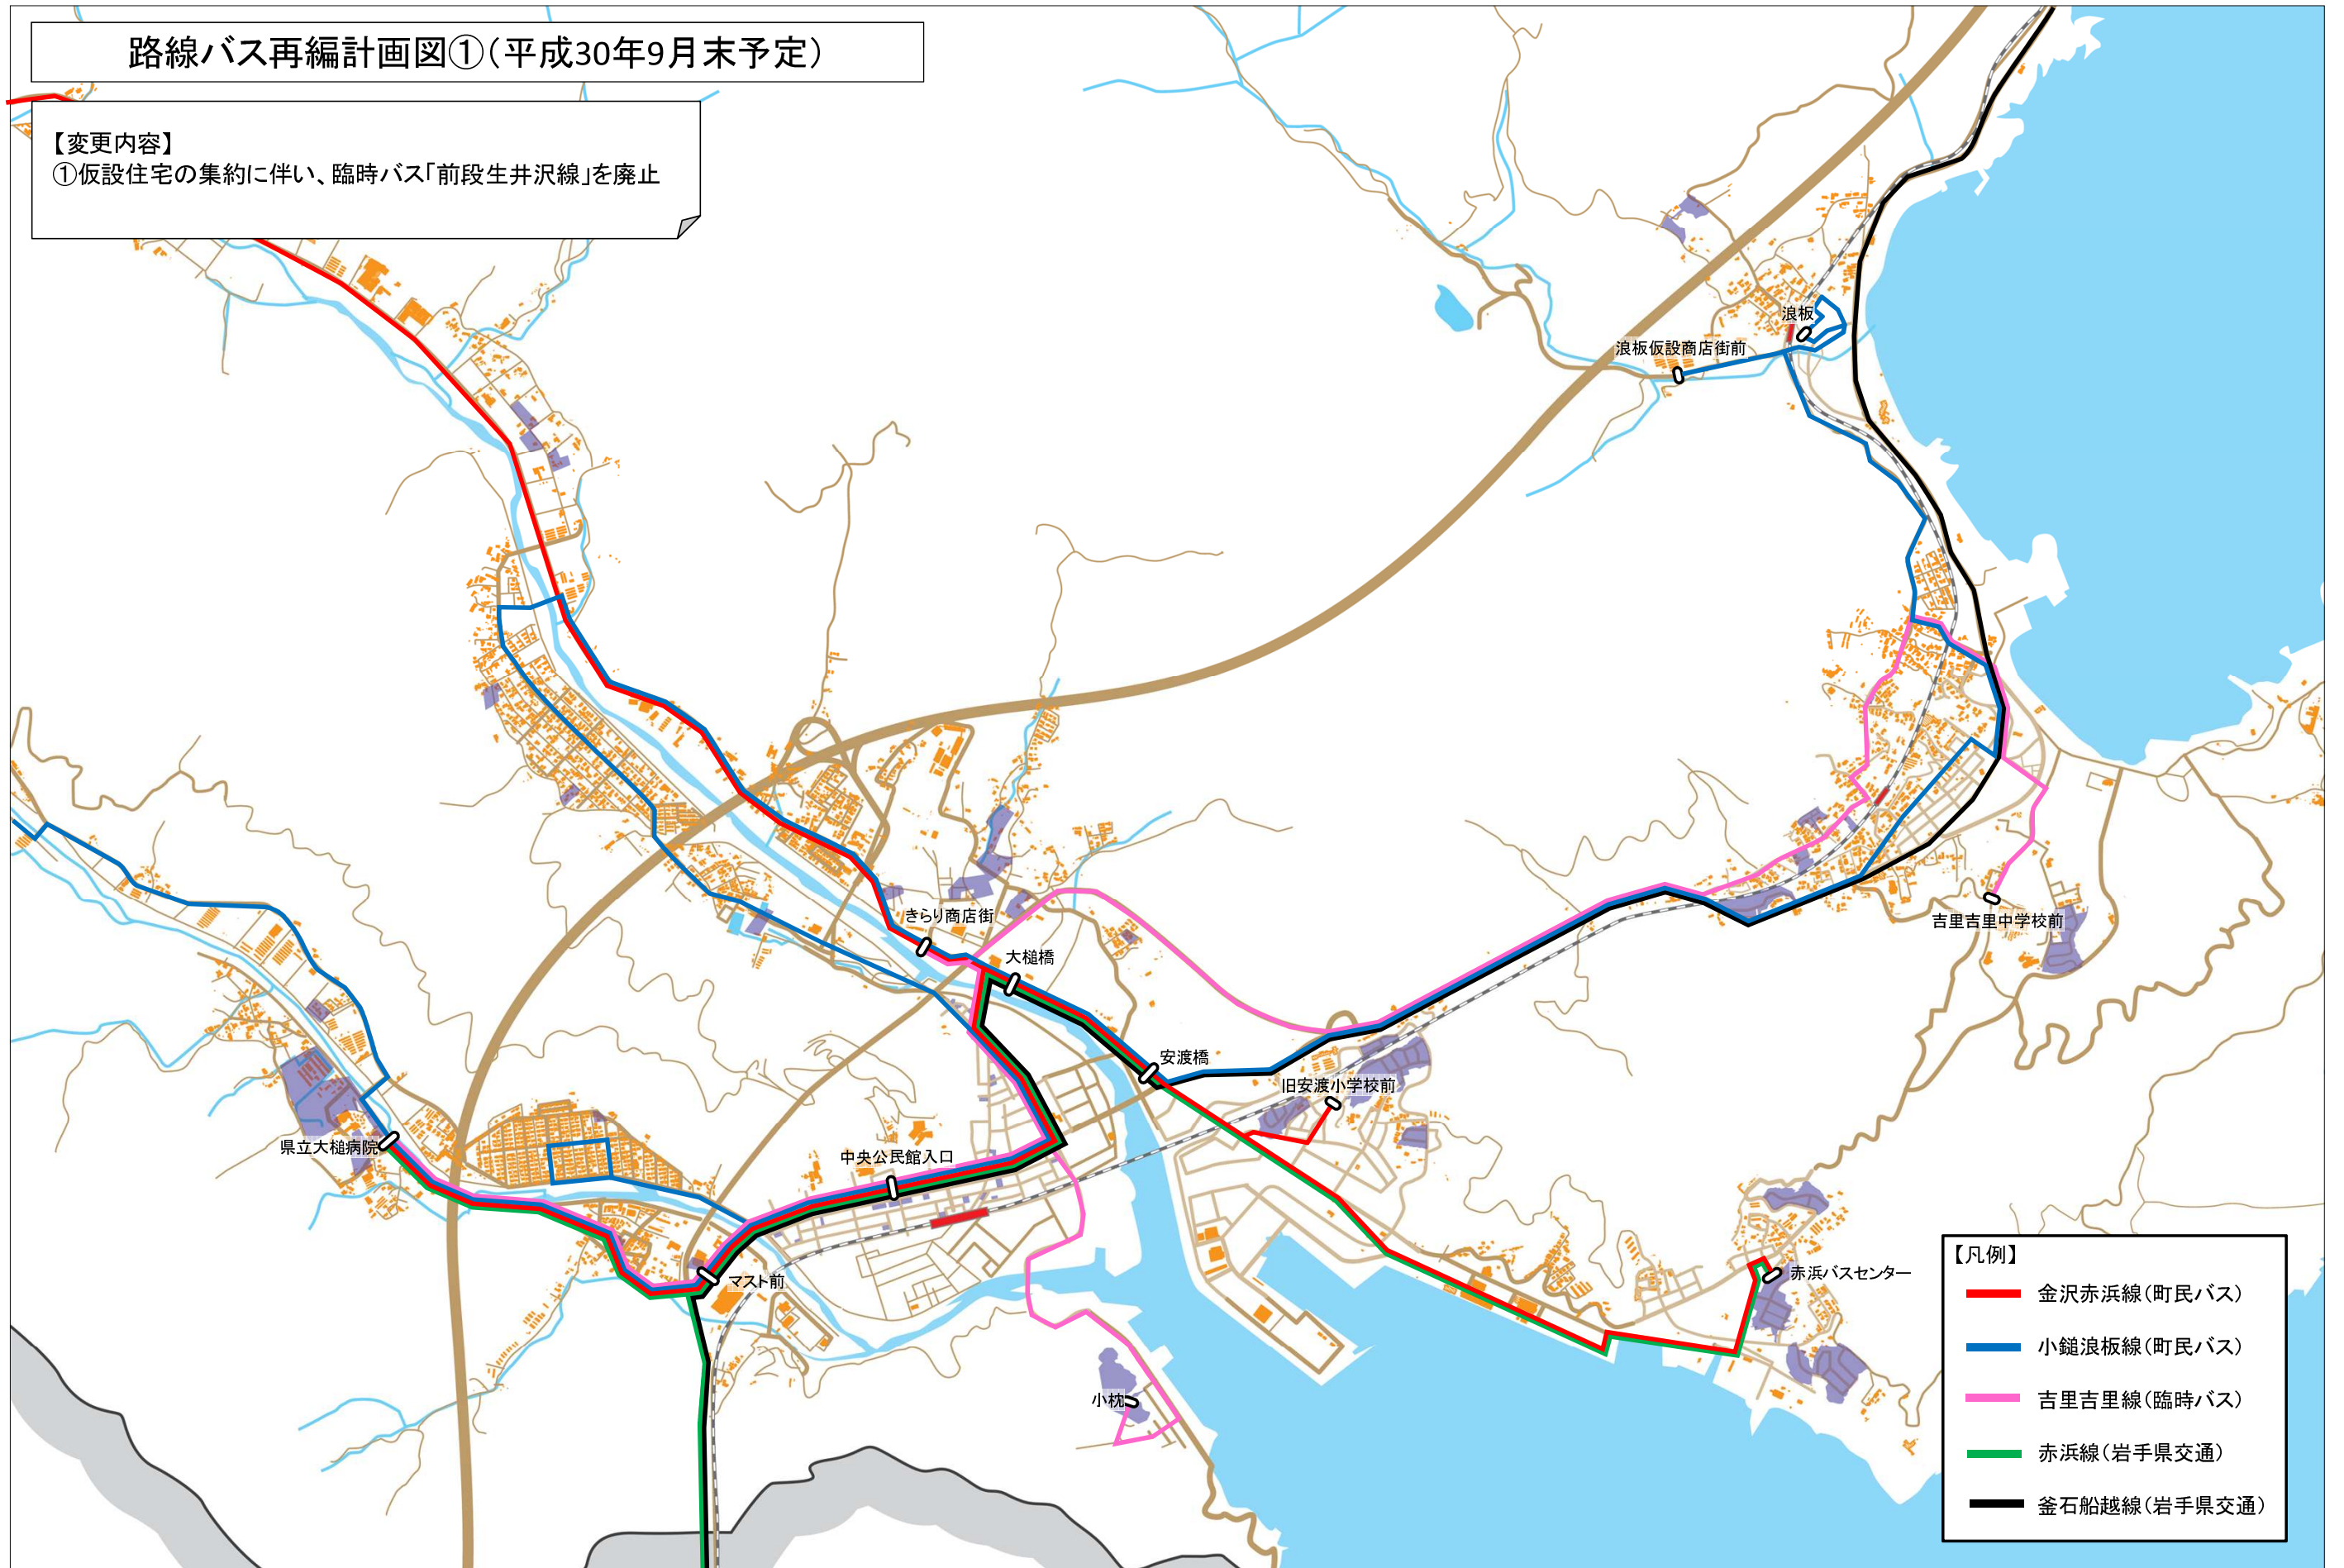 路線バス再編計画図①(平成30年9月末予定)
【変更内容】
①仮設住宅の集約に伴い、臨時バス「前段生井沢線」を廃止
浪板
浪板仮設商店街前
きらり商店街
吉里吉里中学校前
大槌橋
安渡橋
旧安渡小学校前
県立大槌病院
中央公民館入口
マスト前
赤浜バスセンター
小枕
【凡例】
金沢赤浜線(町民バス)
小鎚浪板線(町民バス)
吉里吉里線(臨時バス)
赤浜線(岩手県交通)
釜石船越線(岩手県交通)